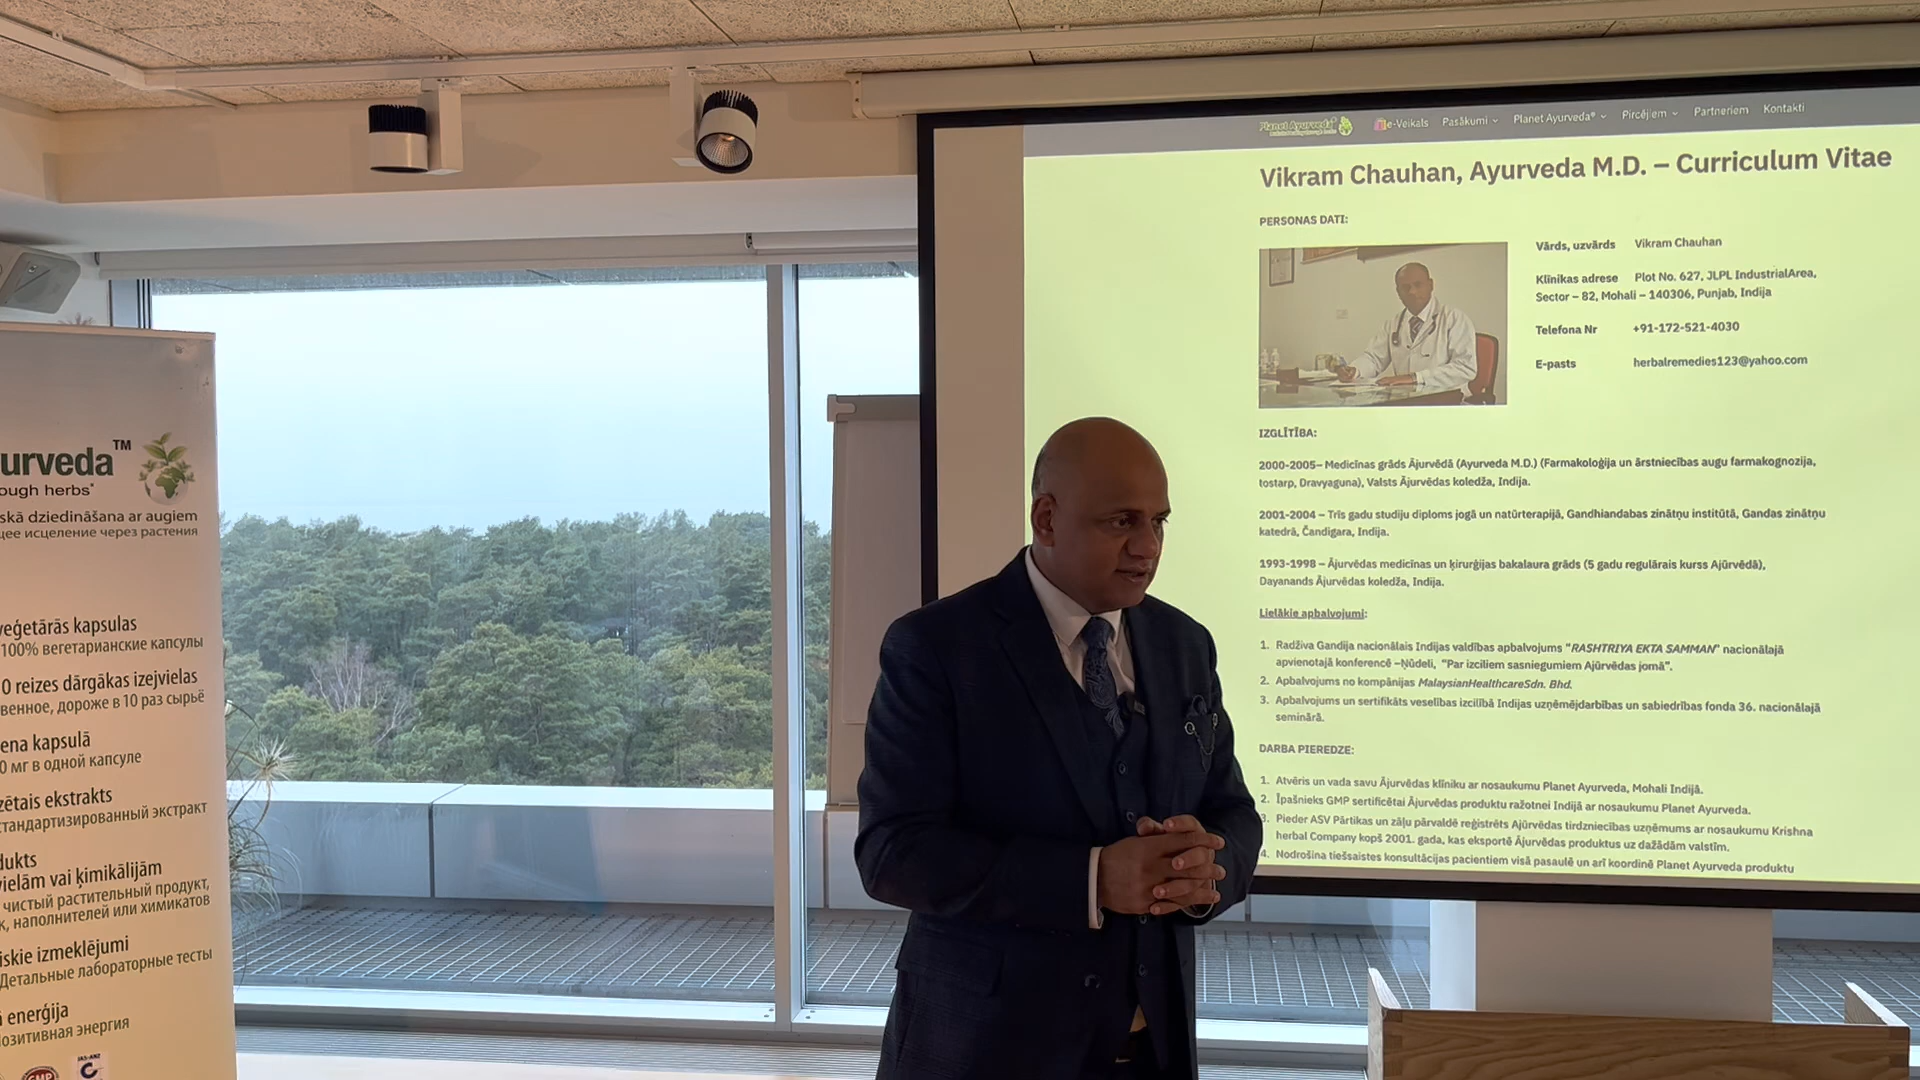 urveda™
ough herbs
skā dziedināšana ar augiem
щее исцеление через растения
veģetārās kapsulas
100% вегетарианские капсулы
0 reizes dārgākas izejvielas
венное, дороже в 10 раз сырьё
ena kapsulā
0 мг в одной капсуле
zētais ekstrakts
стандартизированный экстракт
dukts
vielām vai ķimikālijām
чистый растительный продукт,
к, наполнителей или химикатов
iskie izmeklējumi
Детальные лабораторные тесты
ā enerģija
Позитивная энергия
GMP
JAS-ANZ
Planet Ayurveda
e-Veikals
Pasākumi
Planet Ayurveda®
Pircējiem
Partneriem
Kontakti
Vikram Chauhan, Ayurveda M.D. – Curriculum Vitae
PERSONAS DATI:
Vārds, uzvārds Vikram Chauhan
Klīnikas adrese Plot No. 627, JLPL IndustrialArea,
Sector – 82, Mohali – 140306, Punjab, Indija
Telefona Nr +91-172-521-4030
E-pasts herbalremedies123@yahoo.com
IZGLĪTĪBA:
2000-2005– Medicīnas grāds Ājurvēdā (Ayurveda M.D.) (Farmakoloģija un ārstniecības augu farmakognozija,
tostarp, Dravyaguna), Valsts Ājurvēdas koledža, Indija.
2001-2004 – Trīs gadu studiju diploms jogā un natūrterapijā, Gandhiandabas zinātņu institūtā, Gandas zinātņu
katedrā, Čandigara, Indija.
1993-1998 – Ājurvēdas medicīnas un ķirurģijas bakalaura grāds (5 gadu regulārais kurss Ajūrvēdā),
Dayanands Ājurvēdas koledža, Indija.
Lielākie apbalvojumi:
1. Radživa Gandija nacionālais Indijas valdības apbalvojums "RASHTRIYA EKTA SAMMAN" nacionālajā
apvienotajā konferencē –Ņūdeli, "Par izciliem sasniegumiem Ajūrvēdas jomā".
2. Apbalvojums no kompānijas MalaysianHealthcareSdn. Bhd.
3. Apbalvojums un sertifikāts veselības izcilībā Indijas uzņēmējdarbības un sabiedrības fonda 36. nacionālajā
seminārā.
DARBA PIEREDZE:
1. Atvēris un vada savu Ājurvēdas klīniku ar nosaukumu Planet Ayurveda, Mohali Indijā.
2. Īpašnieks GMP sertificētai Ājurvēdas produktu ražotnei Indijā ar nosaukumu Planet Ayurveda.
3. Pieder ASV Pārtikas un zāļu pārvaldē reģistrēts Ajūrvēdas tirdzniecības uzņēmums ar nosaukumu Krishna
herbal Company kopš 2001. gada, kas eksportē Ājurvēdas produktus uz dažādām valstīm.
4. Nodrošina tiešsaistes konsultācijas pacientiem visā pasaulē un arī koordinē Planet Ayurveda produktu